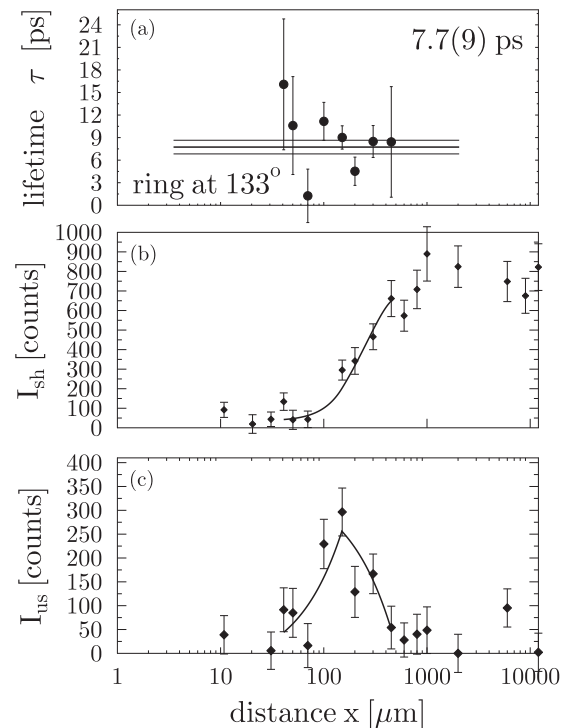 (a)
7.7(9) ps
ring at 133°
lifetime τ [ps]
24
21
18
15
12
9
6
3
0
(b)
I_sh [counts]
1000
900
800
700
600
500
400
300
200
100
0
(c)
I_us [counts]
400
350
300
250
200
150
100
50
0
1 10 100 1000 10000
distance x [μm]